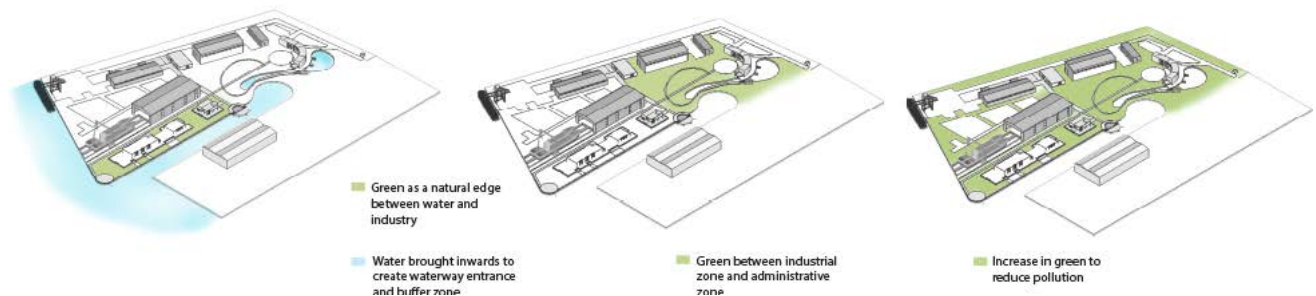 Green as a natural edge
between water and
industry
Water brought inwards to
create waterway entrance
and buffer zone
Green between industrial
zone and administrative
zone
Increase in green to
reduce pollution